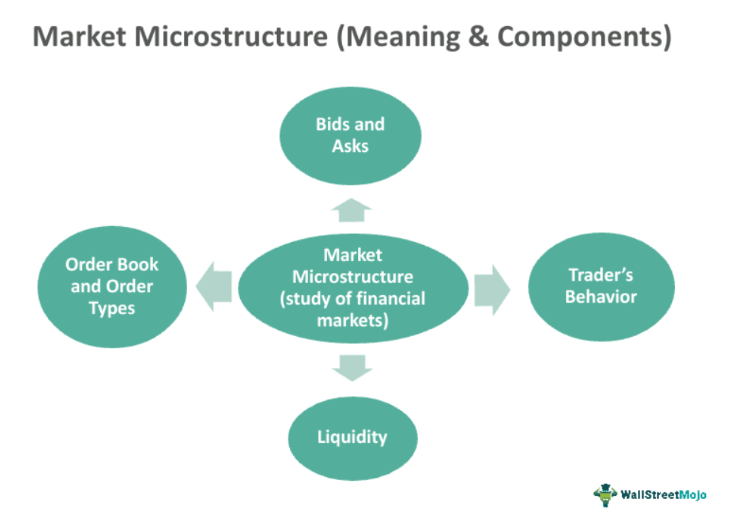 Market Microstructure (Meaning & Components)
Bids and
Asks
Order Book
and Order
Types
Market
Microstructure
(study of financial
markets)
Trader's
Behavior
Liquidity
WallStreetMojo